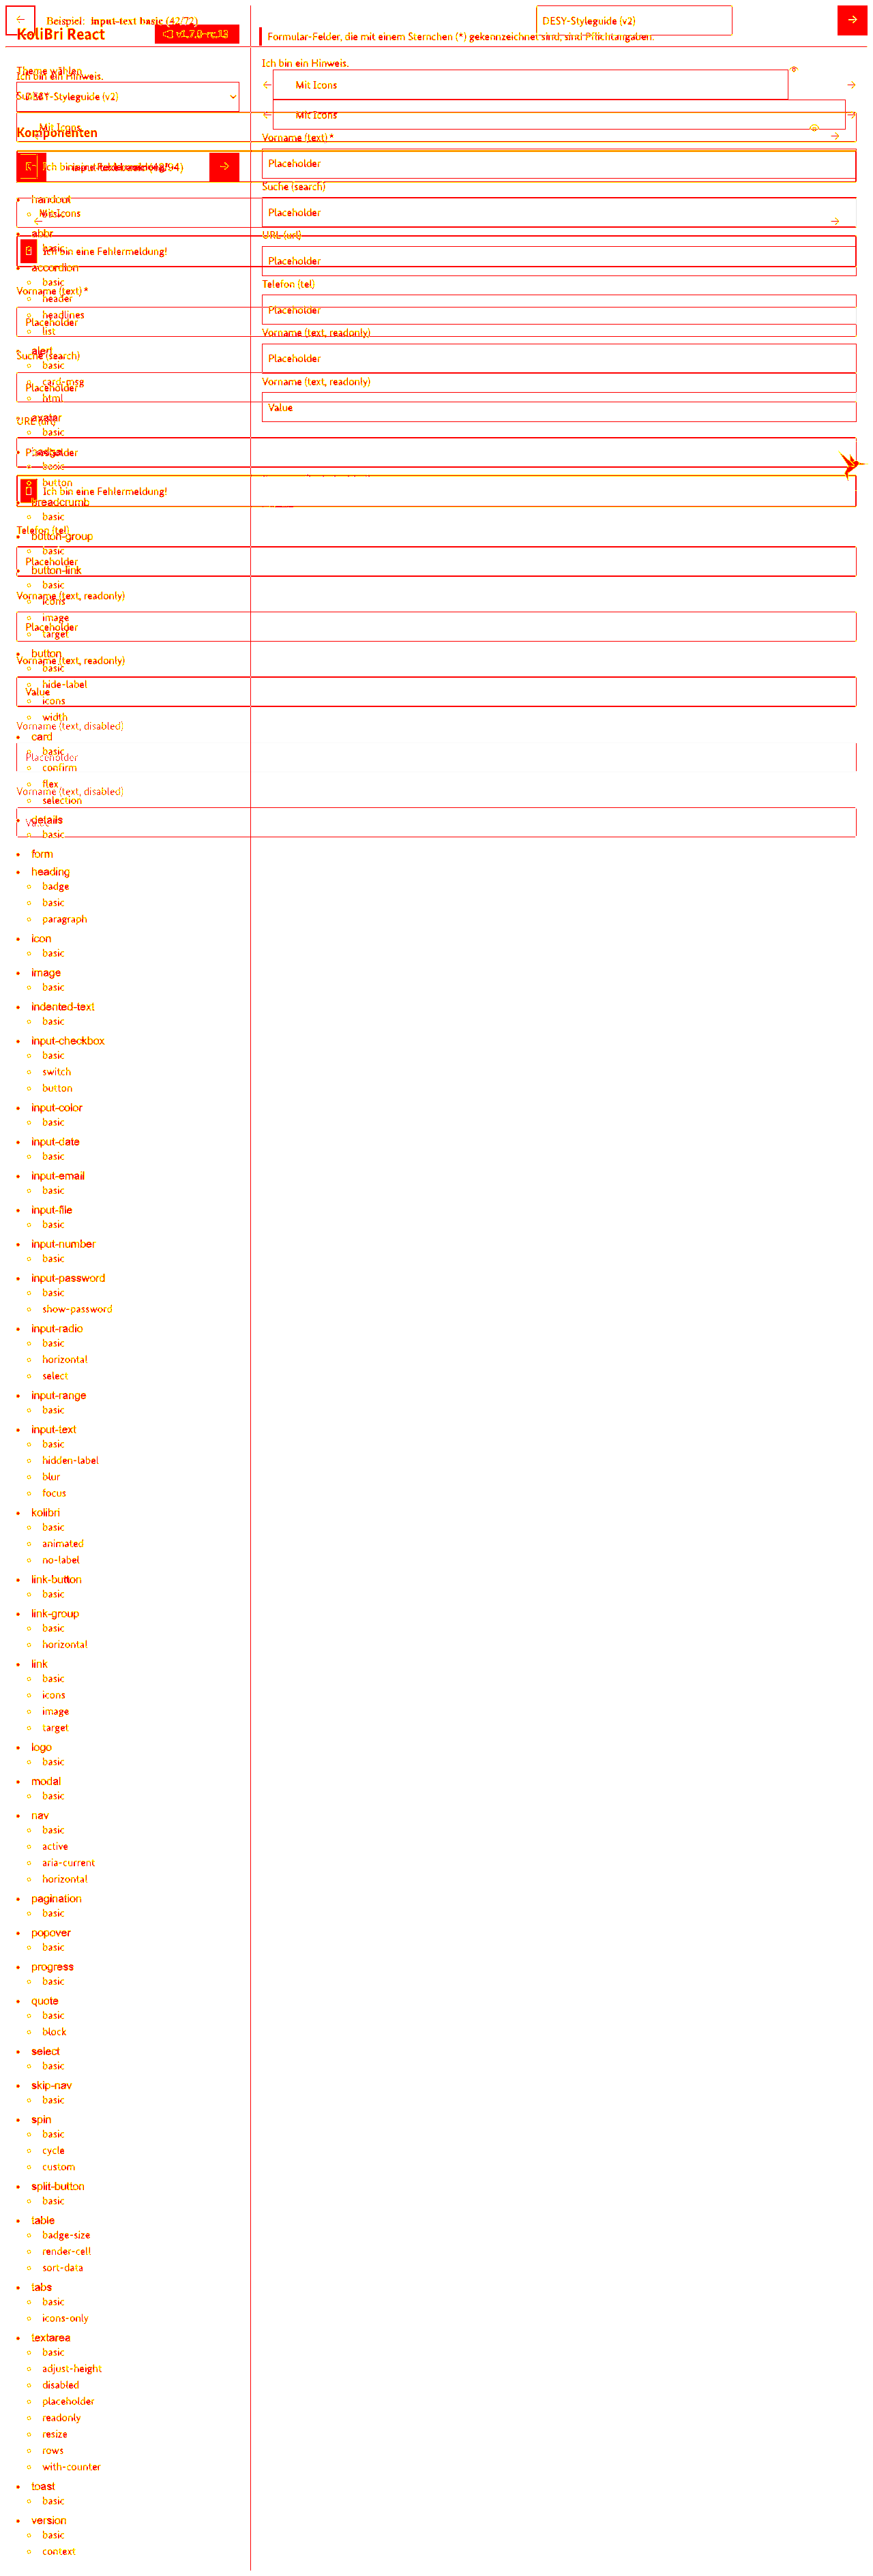 Beispiel: input-text basic (42/72)
DESY-Styleguide (v2)
KoliBri React
v1.7.0-rc.13
Formular-Felder, die mit einem Sternchen (*) gekennzeichnet sind, sind Pflichtangaben.
Theme wählen
Ich bin ein Hinweis.
Ich bin ein Hinweis.
DESY-Styleguide (v2)
Mit Icons
Mit Icons
Mit Icons
Komponenten
Vorname (text) *
Ich bin eine Fehlermeldung!
Placeholder
Suche (search)
handout
basic
Mit Icons
Placeholder
abbr
basic
URL (url)
Ich bin eine Fehlermeldung!
Placeholder
accordion
basic
header
headlines
list
Telefon (tel)
Vorname (text) *
Placeholder
Placeholder
Vorname (text, readonly)
alert
basic
card-msg
html
Suche (search)
Placeholder
Placeholder
Vorname (text, readonly)
Value
avatar
basic
URL (url)
badge
basic
button
Placeholder
Ich bin eine Fehlermeldung!
breadcrumb
basic
Telefon (tel)
button-group
basic
Placeholder
button-link
basic
icons
image
target
Vorname (text, readonly)
Placeholder
button
basic
hide-label
icons
width
Vorname (text, readonly)
Value
Vorname (text, disabled)
card
basic
confirm
flex
selection
Placeholder
Vorname (text, disabled)
Value
details
basic
form
heading
badge
basic
paragraph
icon
basic
image
basic
indented-text
basic
input-checkbox
basic
switch
button
input-color
basic
input-date
basic
input-email
basic
input-file
basic
input-number
basic
input-password
basic
show-password
input-radio
basic
horizontal
select
input-range
basic
input-text
basic
hidden-label
blur
focus
kolibri
basic
animated
no-label
link-button
basic
link-group
basic
horizontal
link
basic
icons
image
target
logo
basic
modal
basic
nav
basic
active
aria-current
horizontal
pagination
basic
popover
basic
progress
basic
quote
basic
block
select
basic
skip-nav
basic
spin
basic
cycle
custom
split-button
basic
table
badge-size
render-cell
sort-data
tabs
basic
icons-only
textarea
basic
adjust-height
disabled
placeholder
readonly
resize
rows
with-counter
toast
basic
version
basic
context